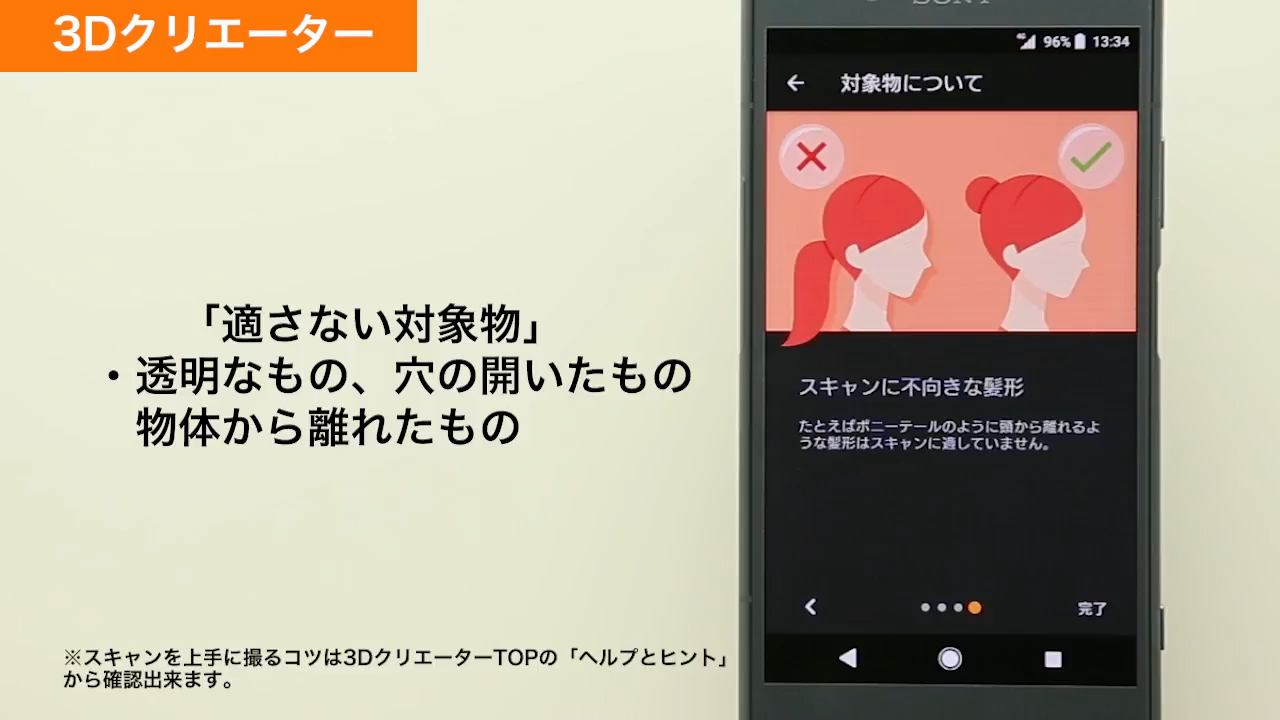 3Dクリエーター
「適さない対象物」
・透明なもの、穴の開いたもの
物体から離れたもの
※スキャンを上手に撮るコツは3DクリエーターTOPの「ヘルプとヒント」
から確認出来ます。
SONY
4G 96% 13:34
対象物について
スキャンに不向きな髪形
たとえばポニーテールのように頭から離れるよ
うな髪形はスキャンに適していません。
完了